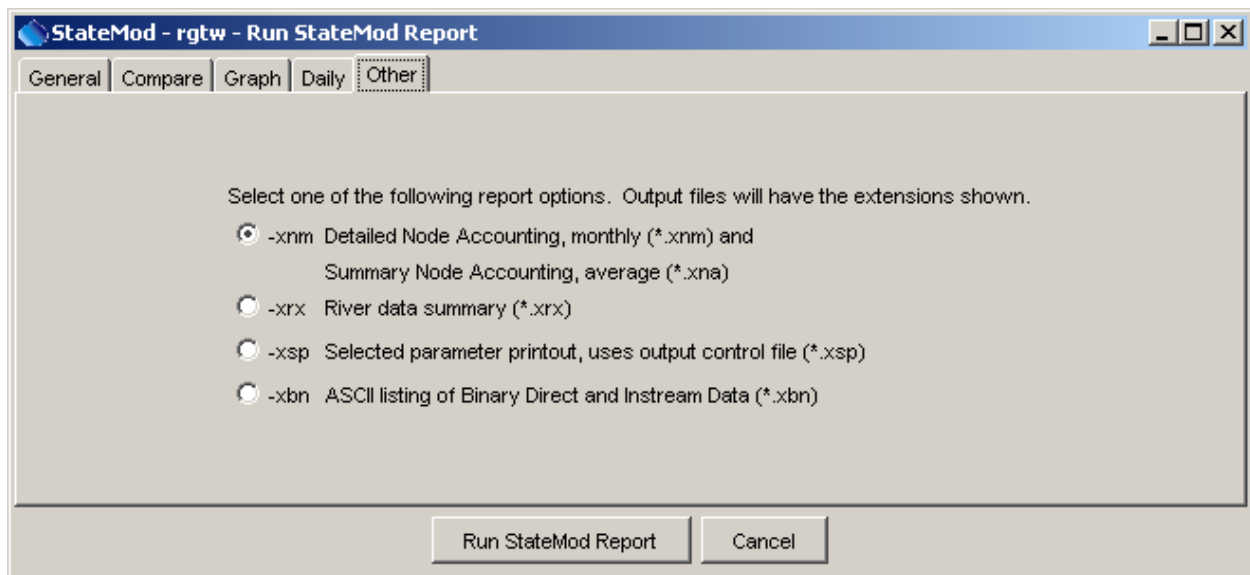 StateMod - rgtw - Run StateMod Report
General Compare Graph Daily Other
Select one of the following report options.  Output files will have the extensions shown.
-xnm Detailed Node Accounting, monthly (*.xnm) and
Summary Node Accounting, average (*.xna)
-xrx River data summary (*.xrx)
-xsp Selected parameter printout, uses output control file (*.xsp)
-xbn ASCII listing of Binary Direct and Instream Data (*.xbn)
Run StateMod Report Cancel